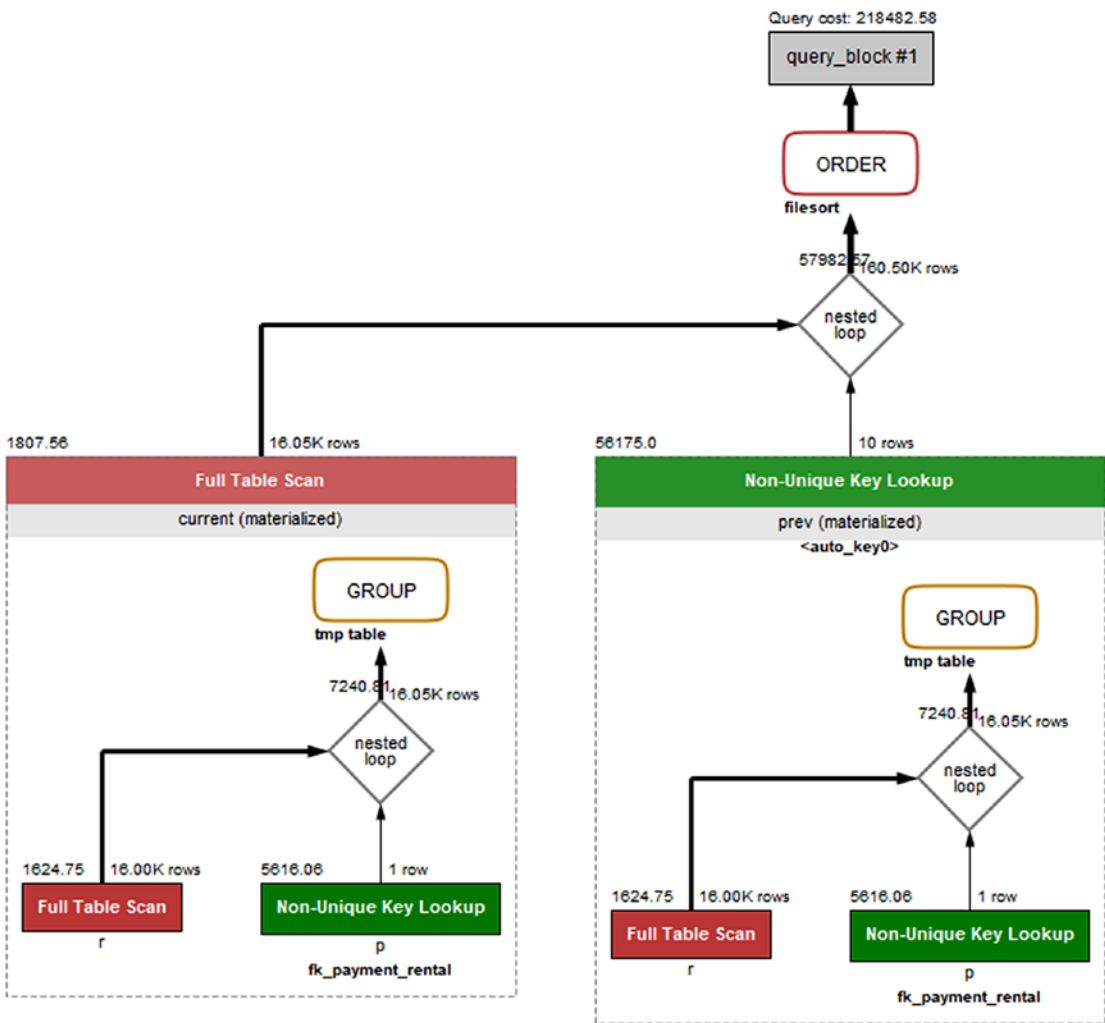 Query cost: 218482.58
query_block #1
ORDER
filesort
57982.57
160.50K rows
nested
loop
1807.56
16.05K rows
56175.0
10 rows
Full Table Scan
current (materialized)
GROUP
tmp table
7240.81
16.05K rows
nested
loop
1624.75
16.00K rows
5616.06
1 row
Full Table Scan
Non-Unique Key Lookup
r
p
fk_payment_rental
Non-Unique Key Lookup
prev (materialized)
<auto_key0>
GROUP
tmp table
7240.81
16.05K rows
nested
loop
1624.75
16.00K rows
5616.06
1 row
Full Table Scan
Non-Unique Key Lookup
r
p
fk_payment_rental